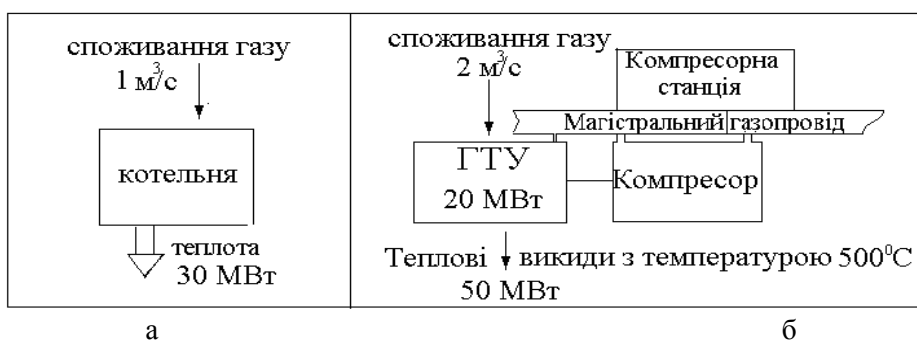 споживання газу
1 м³/с
котельня
теплота
30 МВт
а
споживання газу
2 м³/с
Компресорна
станція
Магістральний газопровід
ГТУ
20 МВт
Компресор
Теплові викиди з температурою 500⁰С
50 МВт
б